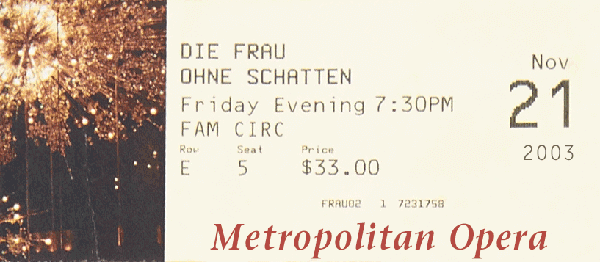 DIE FRAU
OHNE SCHATTEN
Friday Evening 7:30PM
FAM CIRC
Row Seat Price
E 5 $33.00
Nov
21
2003
FRAU02 1 7231758
Metropolitan Opera